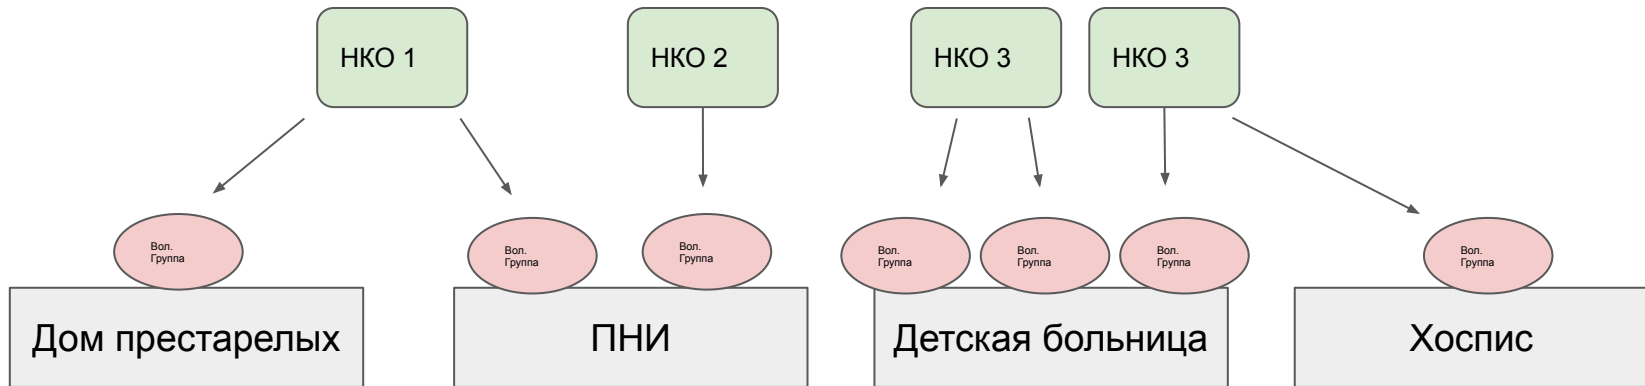 НКО 1
НКО 2
НКО 3
НКО 3
Вол.
Группа
Вол.
Группа
Вол.
Группа
Вол.
Группа
Вол.
Группа
Вол.
Группа
Вол.
Группа
Дом престарелых
ПНИ
Детская больница
Хоспис